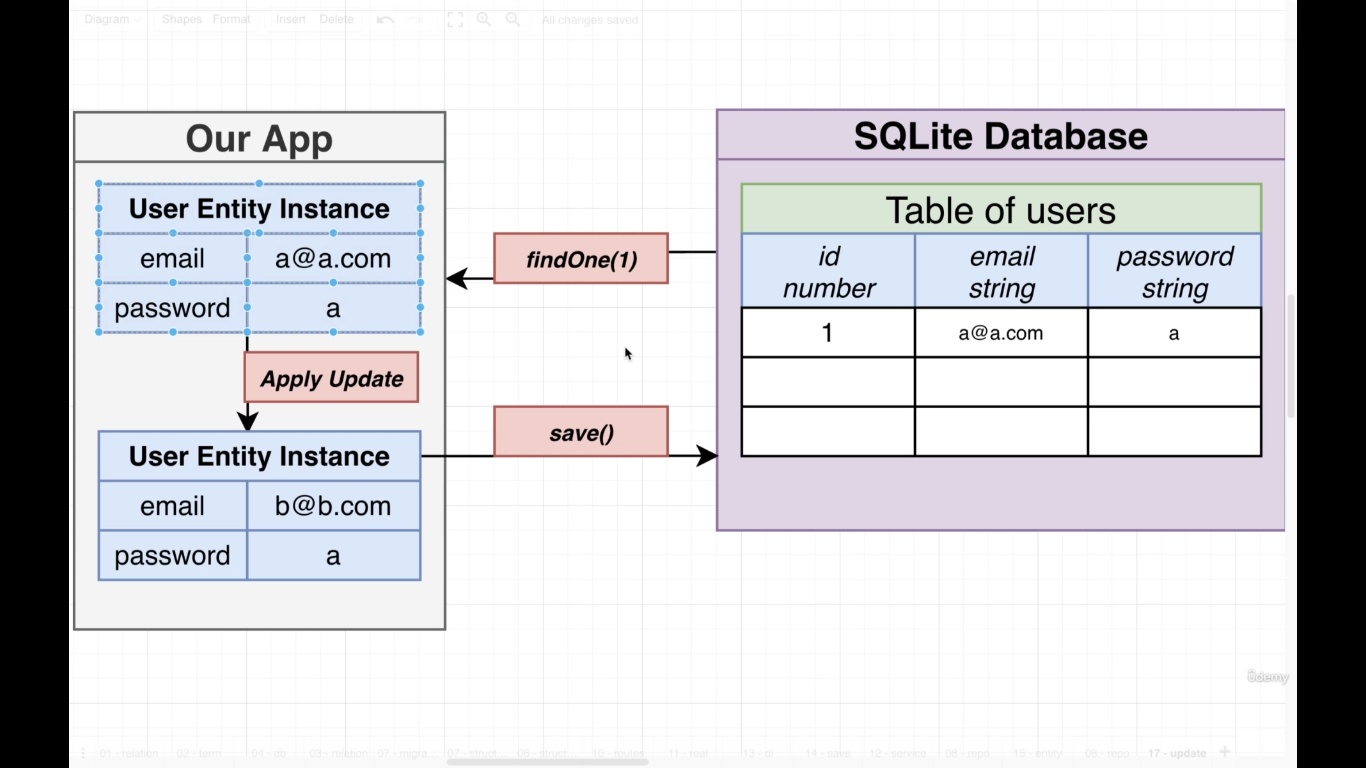 Diagram Shapes Format Insert Delete All changes saved
Our App
User Entity Instance
email a@a.com
password a
Apply Update
User Entity Instance
email b@b.com
password a
findOne(1)
save()
SQLite Database
Table of users
id email password
number string string
1 a@a.com a
ûdemy
01 - relation 02 - term 04 - db 03 - relation 07 - migra... 07 - struct... 06 - struct... 10 - routes 11 - real 13 - di 14 - save 12 - service 08 - repo 15 - entity 08 - repo 17 - update